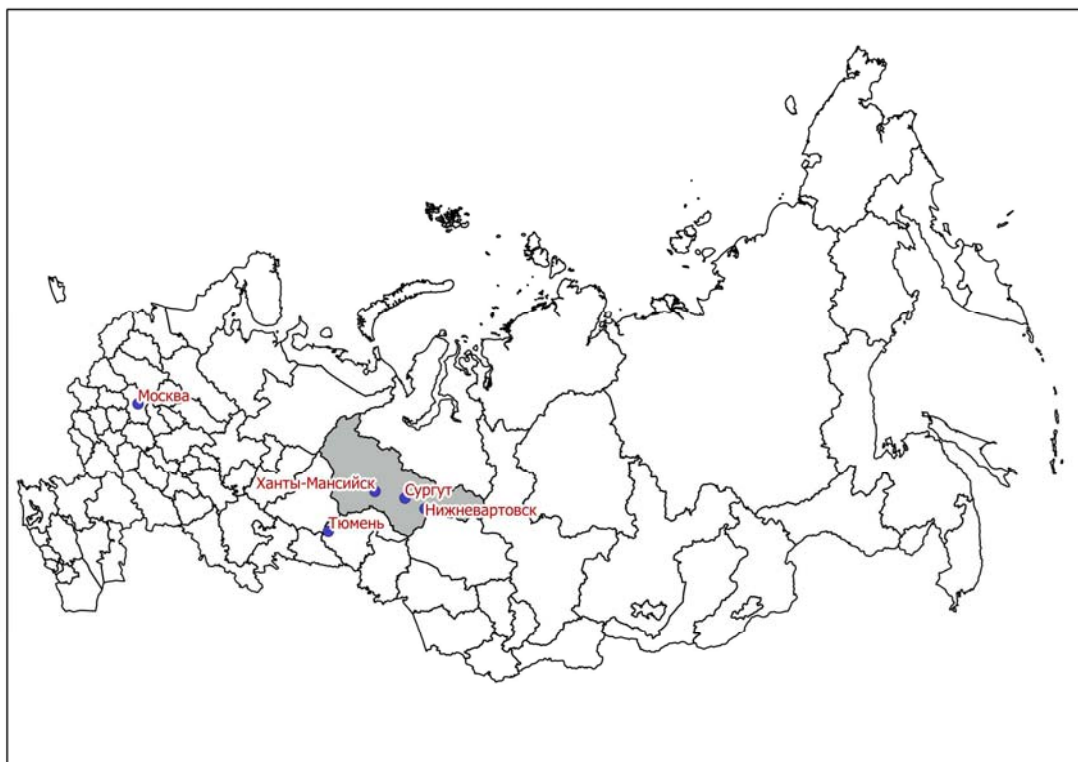 Москва
Ханты-Мансийск
Сургут
Нижневартовск
Тюмень